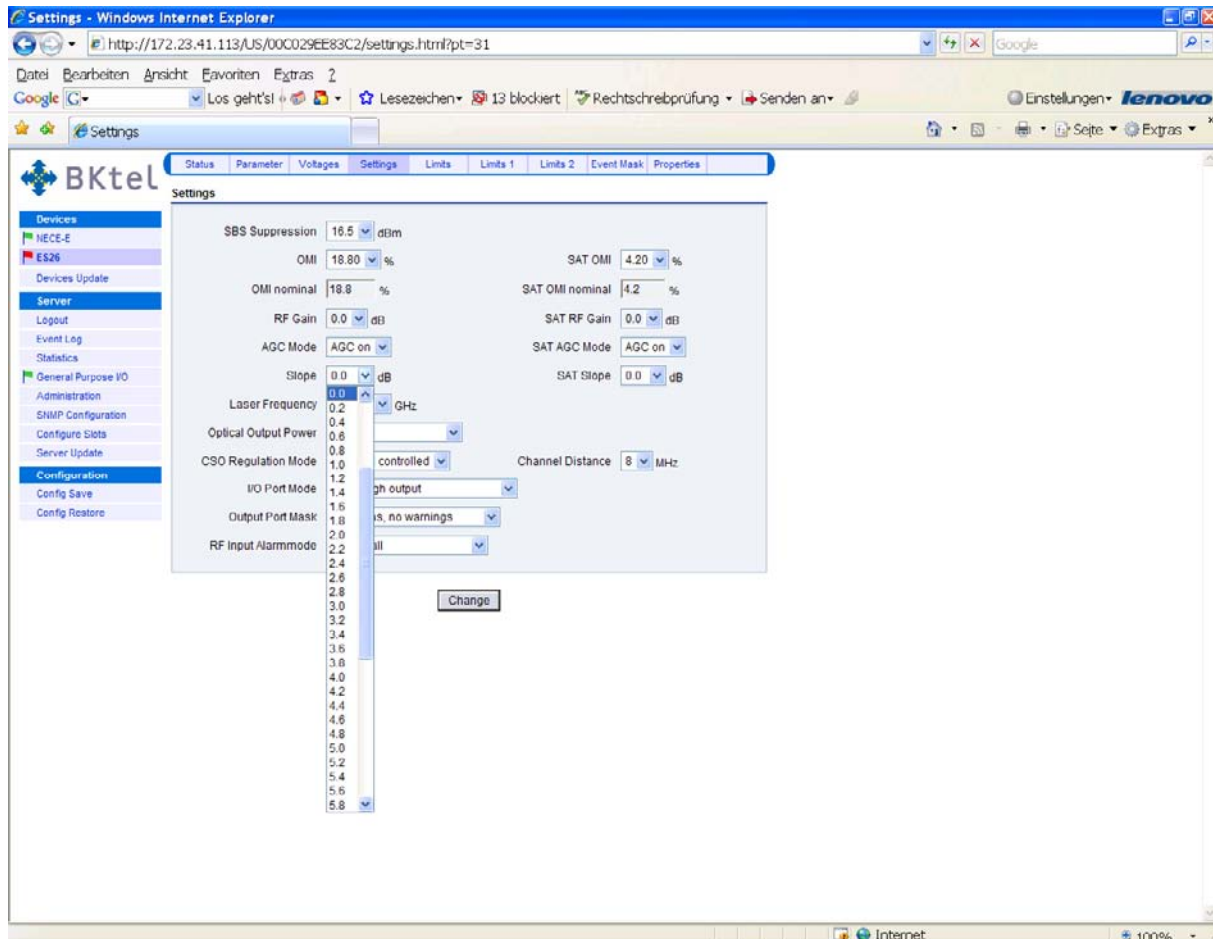 Settings - Windows Internet Explorer
http://172.23.41.113/US/00C029EE83C2/settings.html?pt=31
Google
Datei Bearbeiten Ansicht Favoriten Extras ?
Google G Los geht's! Lesezeichen 13 blockiert Rechtschreibprüfung Senden an Einstellungen lenovo
Settings Seite Extras
BKtel
Status Parameter Voltages Settings Limits Limits 1 Limits 2 Event Mask Properties
Settings
Devices
NECE-E
ES26
Devices Update
Server
Logout
Event Log
Statistics
General Purpose I/O
Administration
SNMP Configuration
Configure Slots
Server Update
Configuration
Config Save
Config Restore
SBS Suppression 16.5 dBm
OMI 18.80 % SAT OMI 4.20 %
OMI nominal 18.8 % SAT OMI nominal 4.2 %
RF Gain 0.0 dB SAT RF Gain 0.0 dB
AGC Mode AGC on SAT AGC Mode AGC on
Slope 0.0 dB SAT Slope 0.0 dB
Laser Frequency GHz
Optical Output Power
CSO Regulation Mode controlled Channel Distance 8 MHz
I/O Port Mode gh output
Output Port Mask s, no warnings
RF Input Alarmmode all
0.0
0.2
0.4
0.6
0.8
1.0
1.2
1.4
1.6
1.8
2.0
2.2
2.4
2.6
2.8
3.0
3.2
3.4
3.6
3.8
4.0
4.2
4.4
4.6
4.8
5.0
5.2
5.4
5.6
5.8
Change
Internet 100%